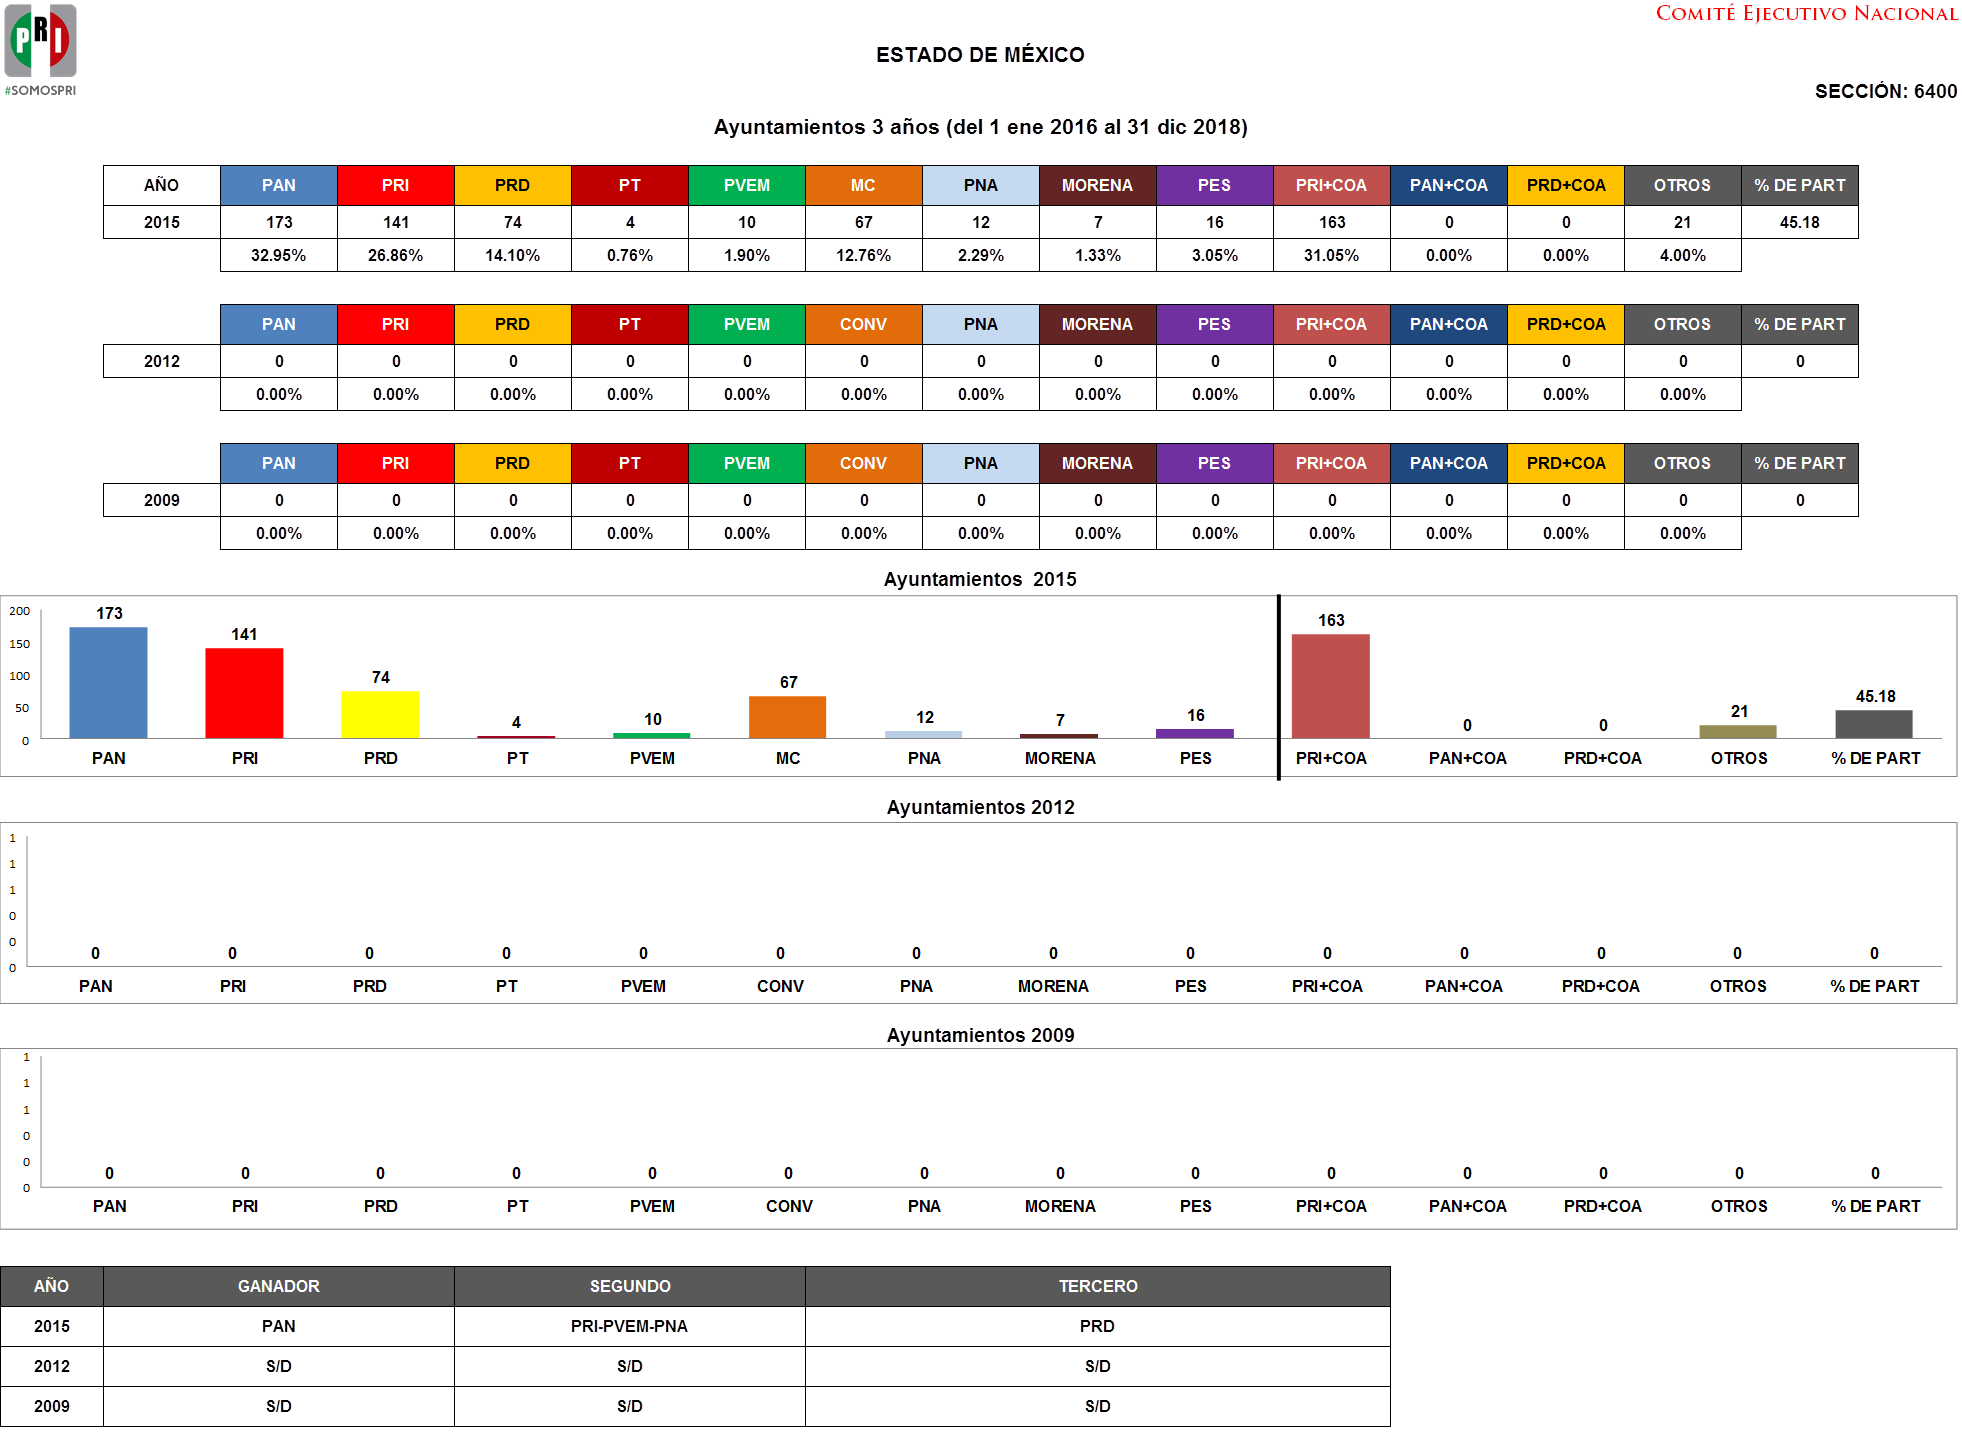 PRI
#SOMOSPRI
COMITÉ EJECUTIVO NACIONAL
ESTADO DE MÉXICO
SECCIÓN: 6400
Ayuntamientos 3 años (del 1 ene 2016 al 31 dic 2018)
AÑO PAN PRI PRD PT PVEM MC PNA MORENA PES PRI+COA PAN+COA PRD+COA OTROS % DE PART
2015 173 141 74 4 10 67 12 7 16 163 0 0 21 45.18
32.95% 26.86% 14.10% 0.76% 1.90% 12.76% 2.29% 1.33% 3.05% 31.05% 0.00% 0.00% 4.00%
PAN PRI PRD PT PVEM CONV PNA MORENA PES PRI+COA PAN+COA PRD+COA OTROS % DE PART
2012 0 0 0 0 0 0 0 0 0 0 0 0 0 0
0.00% 0.00% 0.00% 0.00% 0.00% 0.00% 0.00% 0.00% 0.00% 0.00% 0.00% 0.00% 0.00%
PAN PRI PRD PT PVEM CONV PNA MORENA PES PRI+COA PAN+COA PRD+COA OTROS % DE PART
2009 0 0 0 0 0 0 0 0 0 0 0 0 0 0
0.00% 0.00% 0.00% 0.00% 0.00% 0.00% 0.00% 0.00% 0.00% 0.00% 0.00% 0.00% 0.00%
Ayuntamientos 2015
200
150
100
50
0
173 141 74 4 10 67 12 7 16 163 0 0 21 45.18
PAN PRI PRD PT PVEM MC PNA MORENA PES PRI+COA PAN+COA PRD+COA OTROS % DE PART
Ayuntamientos 2012
1
1
1
0
0
0
0 0 0 0 0 0 0 0 0 0 0 0 0 0
PAN PRI PRD PT PVEM CONV PNA MORENA PES PRI+COA PAN+COA PRD+COA OTROS % DE PART
Ayuntamientos 2009
1
1
1
0
0
0
0 0 0 0 0 0 0 0 0 0 0 0 0 0
PAN PRI PRD PT PVEM CONV PNA MORENA PES PRI+COA PAN+COA PRD+COA OTROS % DE PART
AÑO GANADOR SEGUNDO TERCERO
2015 PAN PRI-PVEM-PNA PRD
2012 S/D S/D S/D
2009 S/D S/D S/D